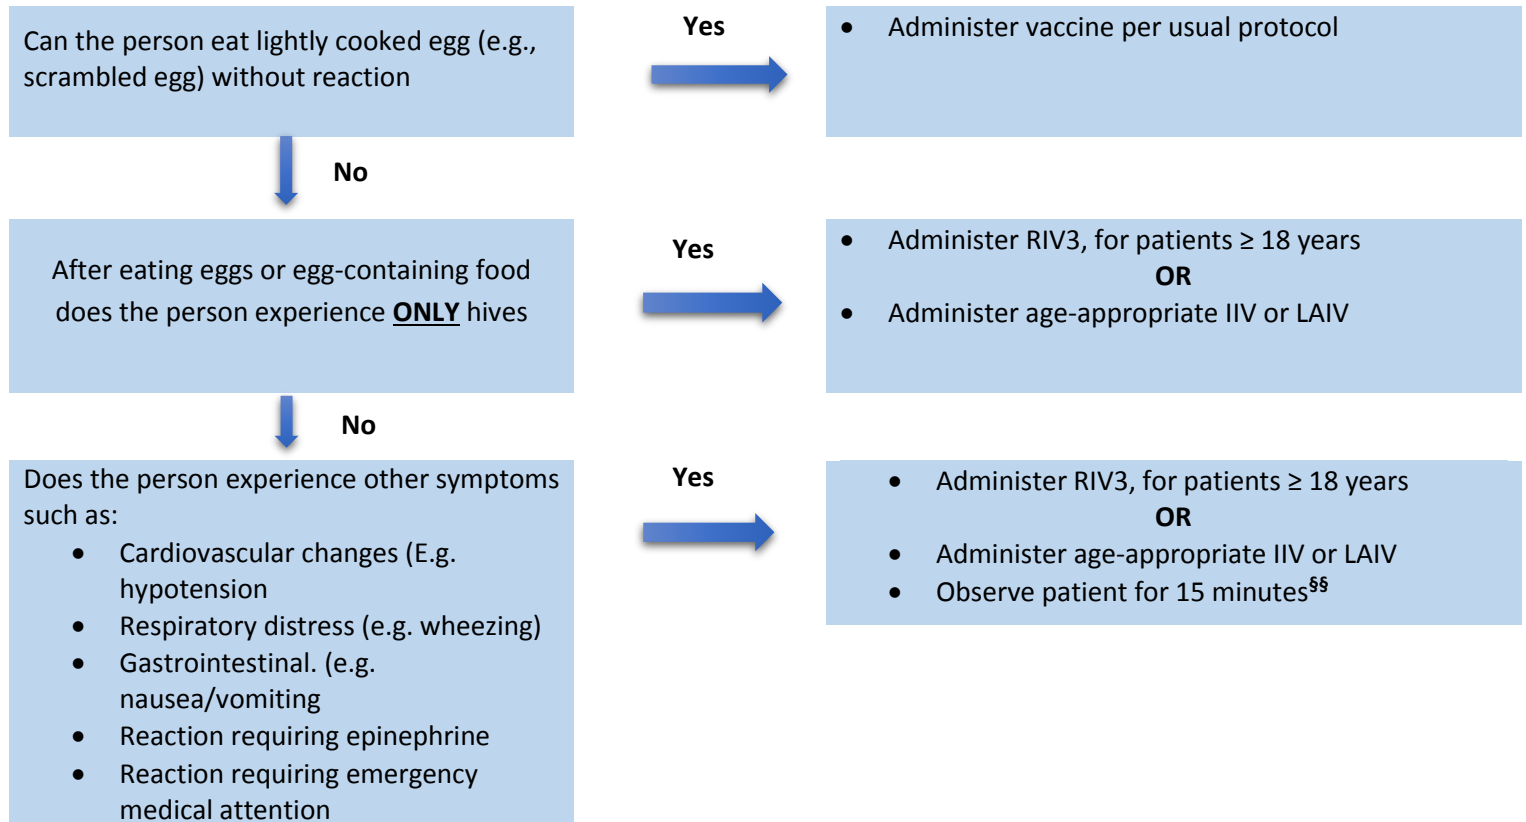 Can the person eat lightly cooked egg (e.g.,
scrambled egg) without reaction
Yes
• Administer vaccine per usual protocol
No
After eating eggs or egg-containing food
does the person experience ONLY hives
Yes
• Administer RIV3, for patients ≥ 18 years
OR
• Administer age-appropriate IIV or LAIV
No
Does the person experience other symptoms
such as:
• Cardiovascular changes (E.g.
hypotension
• Respiratory distress (e.g. wheezing)
• Gastrointestinal. (e.g.
nausea/vomiting
• Reaction requiring epinephrine
• Reaction requiring emergency
medical attention
Yes
• Administer RIV3, for patients ≥ 18 years
OR
• Administer age-appropriate IIV or LAIV
• Observe patient for 15 minutes§§